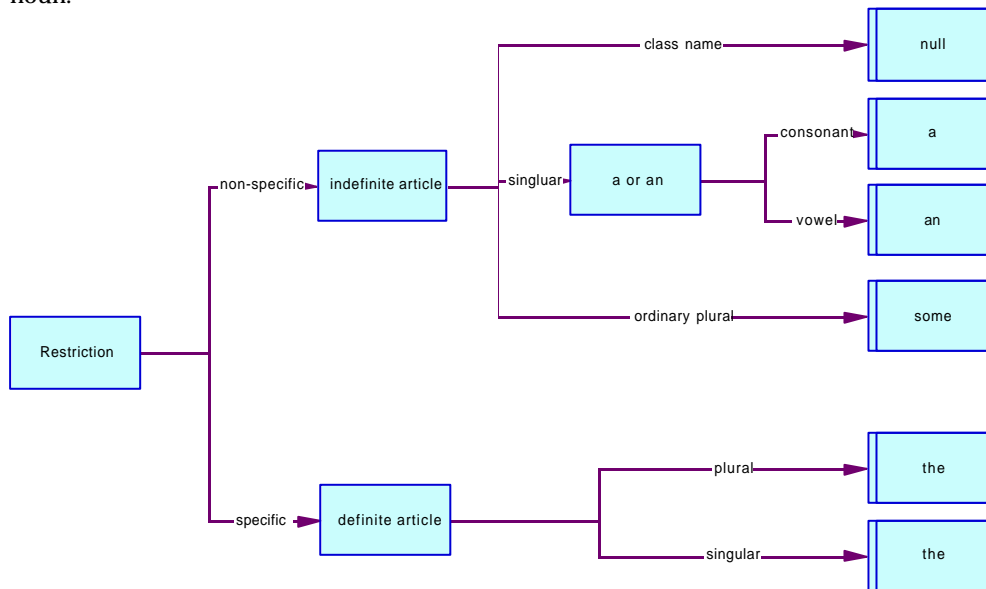 noun.
class name
null
consonant
a
non-specific
indefinite article
singluar
a or an
vowel
an
ordinary plural
some
Restriction
plural
the
specific
definite article
singular
the